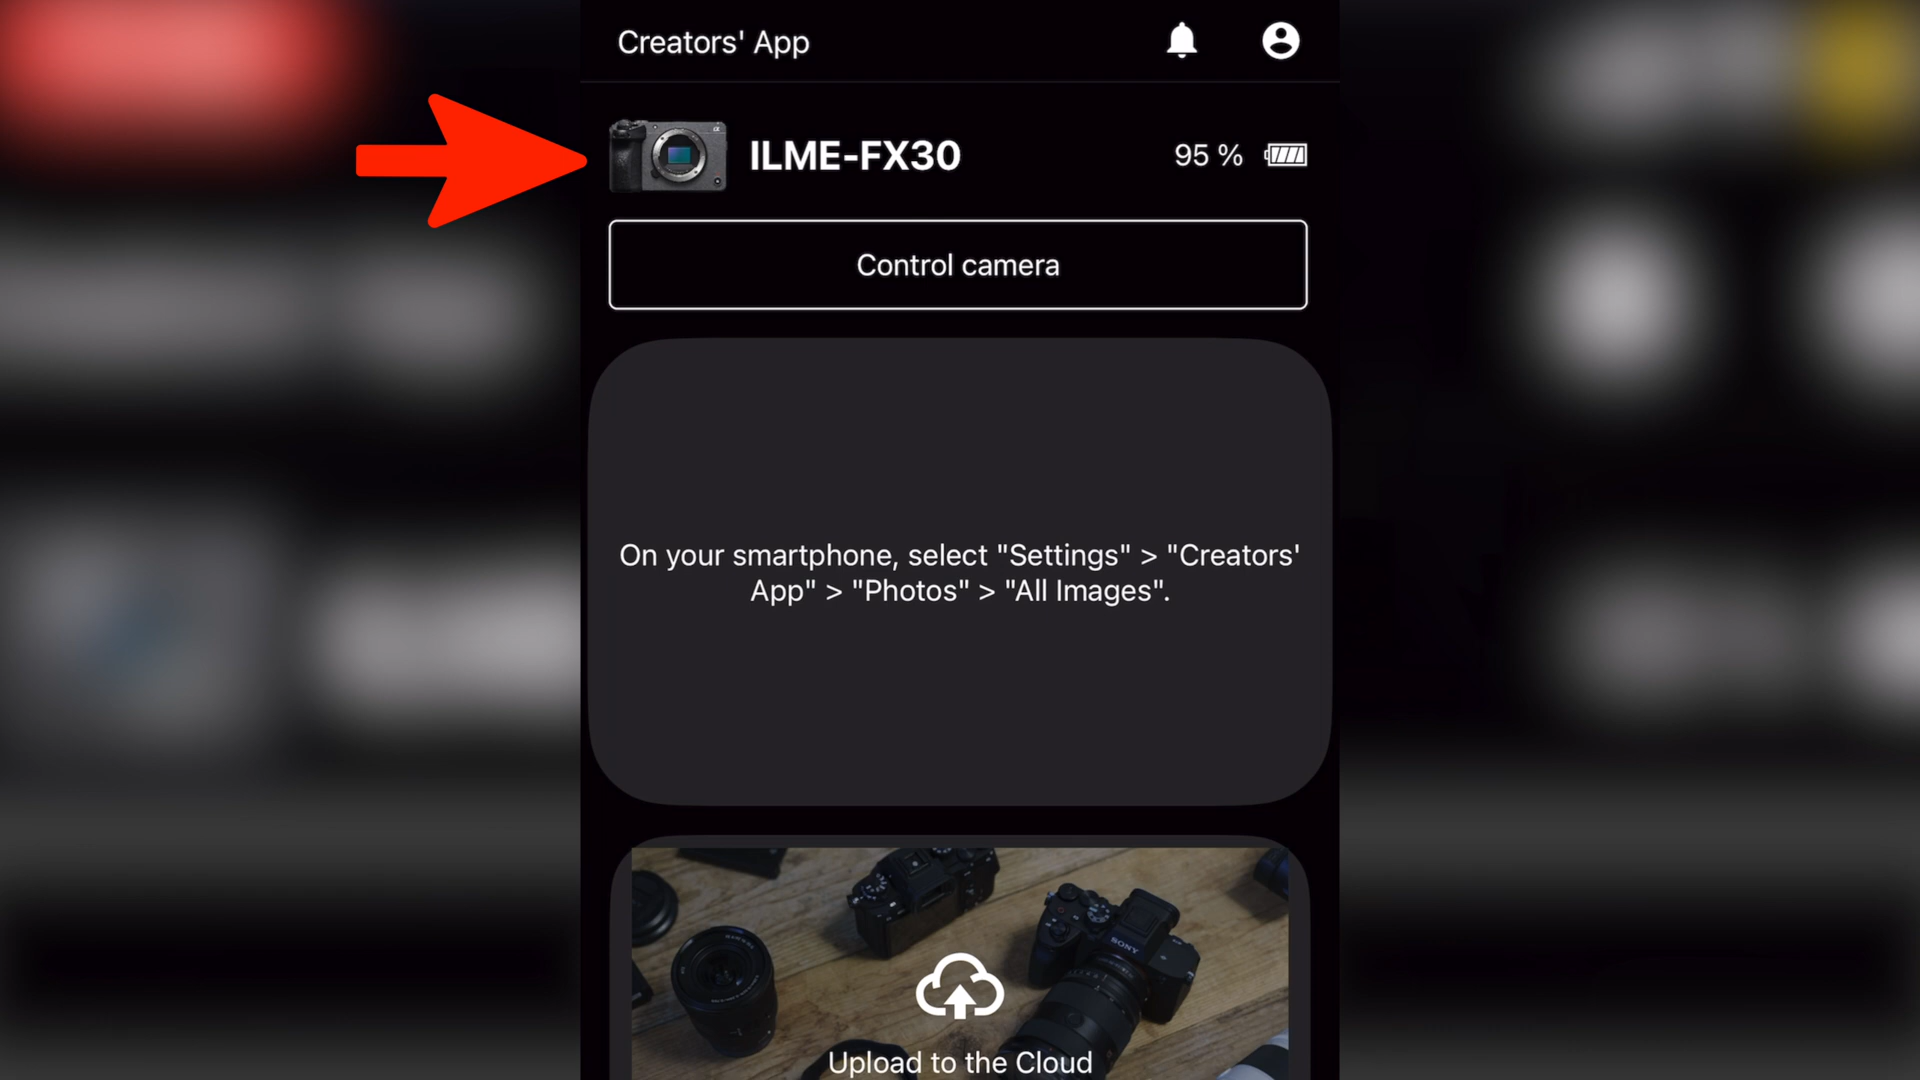 Creators' App
ILME-FX30
95 %
Control camera
On your smartphone, select "Settings" > "Creators'
App" > "Photos" > "All Images".
SONY
Upload to the Cloud